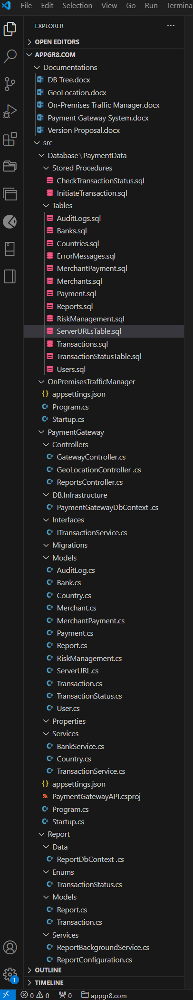 File Edit Selection View Go Run Termina
EXPLORER ...
OPEN EDITORS
APPGR8.COM
Documentations
DB Tree.docx
GeoLocation.docx
On-Premises Traffic Manager.docx
Payment Gateway System.docx
Version Proposal.docx
src
Database\PaymentData
Stored Procedures
CheckTransactionStatus.sql
InitiateTransaction.sql
Tables
AuditLogs.sql
Banks.sql
Countries.sql
ErrorMessages.sql
MerchantPayment.sql
Merchants.sql
Payment.sql
Reports.sql
RiskManagement.sql
ServerURLsTable.sql
Transactions.sql
TransactionStatusTable.sql
Users.sql
OnPremisesTrafficManager
{} appsettings.json
C# Program.cs
C# Startup.cs
PaymentGateway
Controllers
C# GatewayController.cs
C# GeoLocationController .cs
C# ReportsController.cs
DB.Infrastructure
C# PaymentGatewayDbContext .cs
Interfaces
C# ITransactionService.cs
Migrations
Models
C# AuditLog.cs
C# Bank.cs
C# Country.cs
C# Merchant.cs
C# MerchantPayment.cs
C# Payment.cs
C# Report.cs
C# RiskManagement.cs
C# ServerURL.cs
C# Transaction.cs
C# TransactionStatus.cs
C# User.cs
Properties
Services
C# BankService.cs
C# Country.cs
C# TransactionService.cs
{} appsettings.json
PaymentGatewayAPI.csproj
C# Program.cs
C# Startup.cs
Report
Data
C# ReportDbContext .cs
Enums
C# TransactionStatus.cs
Models
C# Report.cs
C# Transaction.cs
Services
C# ReportBackgroundService.cs
C# ReportConfiguration.cs
OUTLINE
1
TIMELINE
0 0 0 appgr8.com